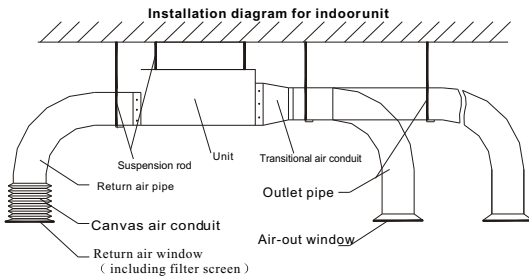 Installation diagram for indoorunit
Suspension rod
Unit
Transitional air conduit
Return air pipe
Outlet pipe
Canvas air conduit
Air-out window
Return air window
( including filter screen )